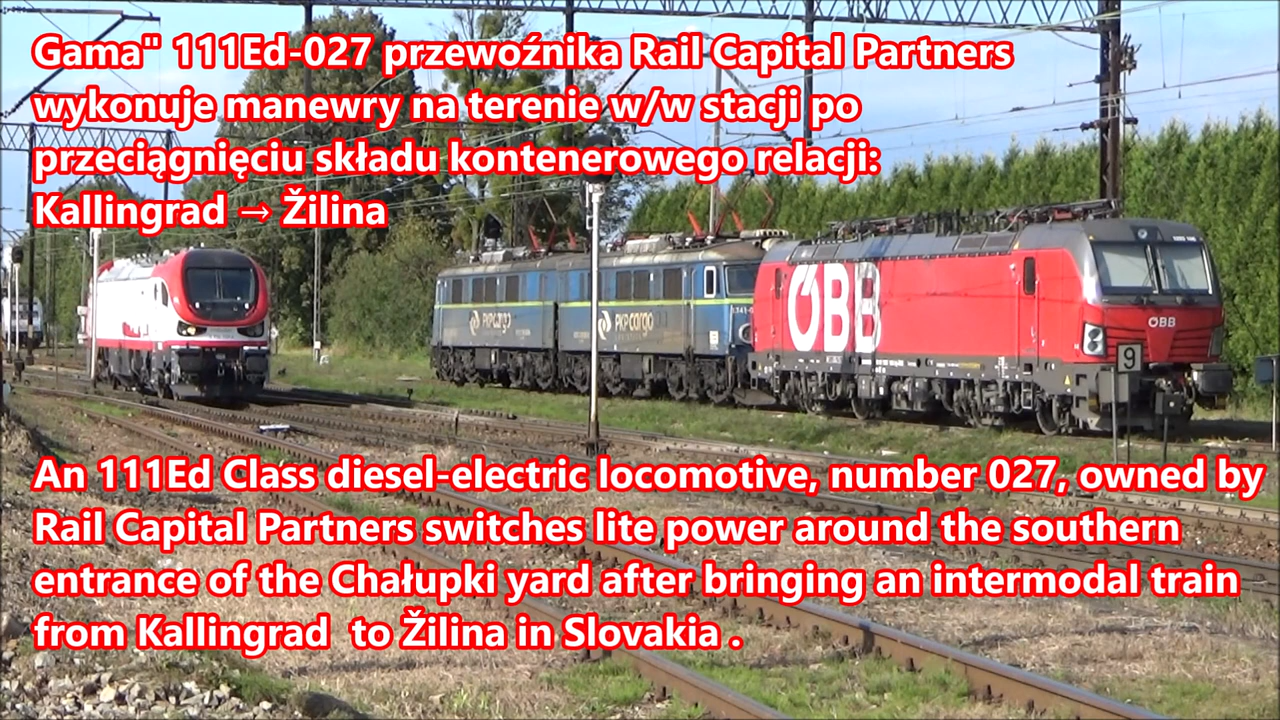 Gama" 111Ed-027 przewoźnika Rail Capital Partners
wykonuje manewry na terenie w/w stacji po
przeciągnięciu składu kontenerowego relacji:
Kallingrad → Žilina
PKP cargo
PKP cargo
ÖBB
ÖBB
9
An 111Ed Class diesel-electric locomotive, number 027, owned by
Rail Capital Partners switches lite power around the southern
entrance of the Chałupki yard after bringing an intermodal train
from Kallingrad  to Žilina in Slovakia .